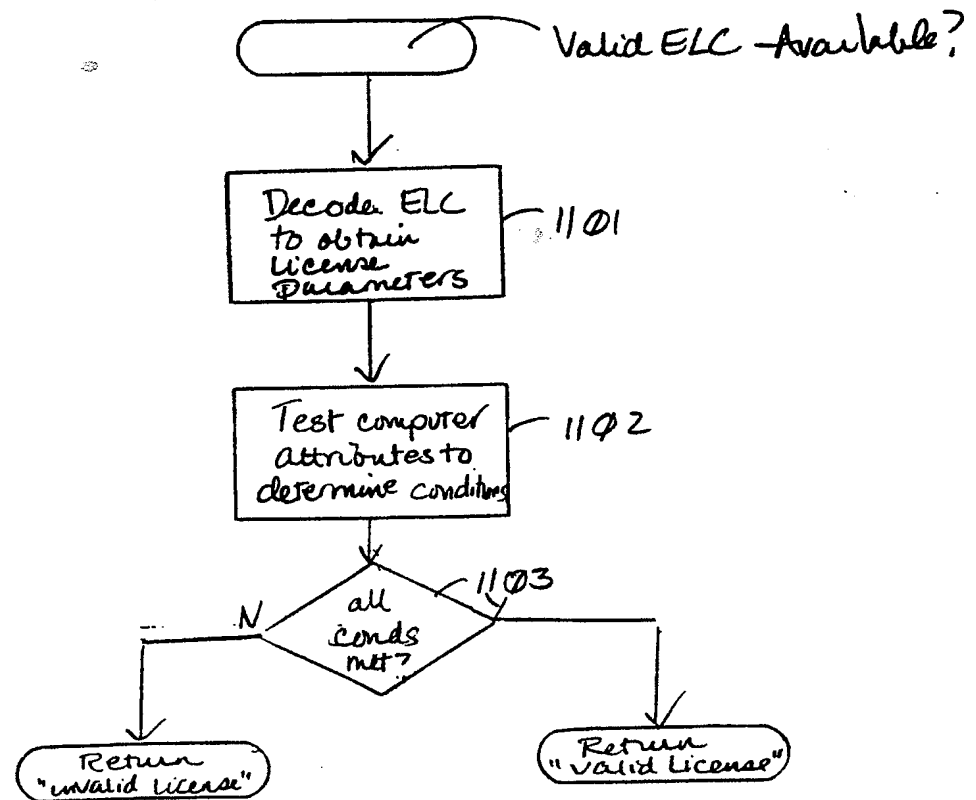 Valid ELC Available?
Decode ELC
to obtain
License
Parameters
1101
Test computer
attributes to
determine conditions
1102
1103
all
conds
met?
N
Return
"invalid license"
Return
"valid License"